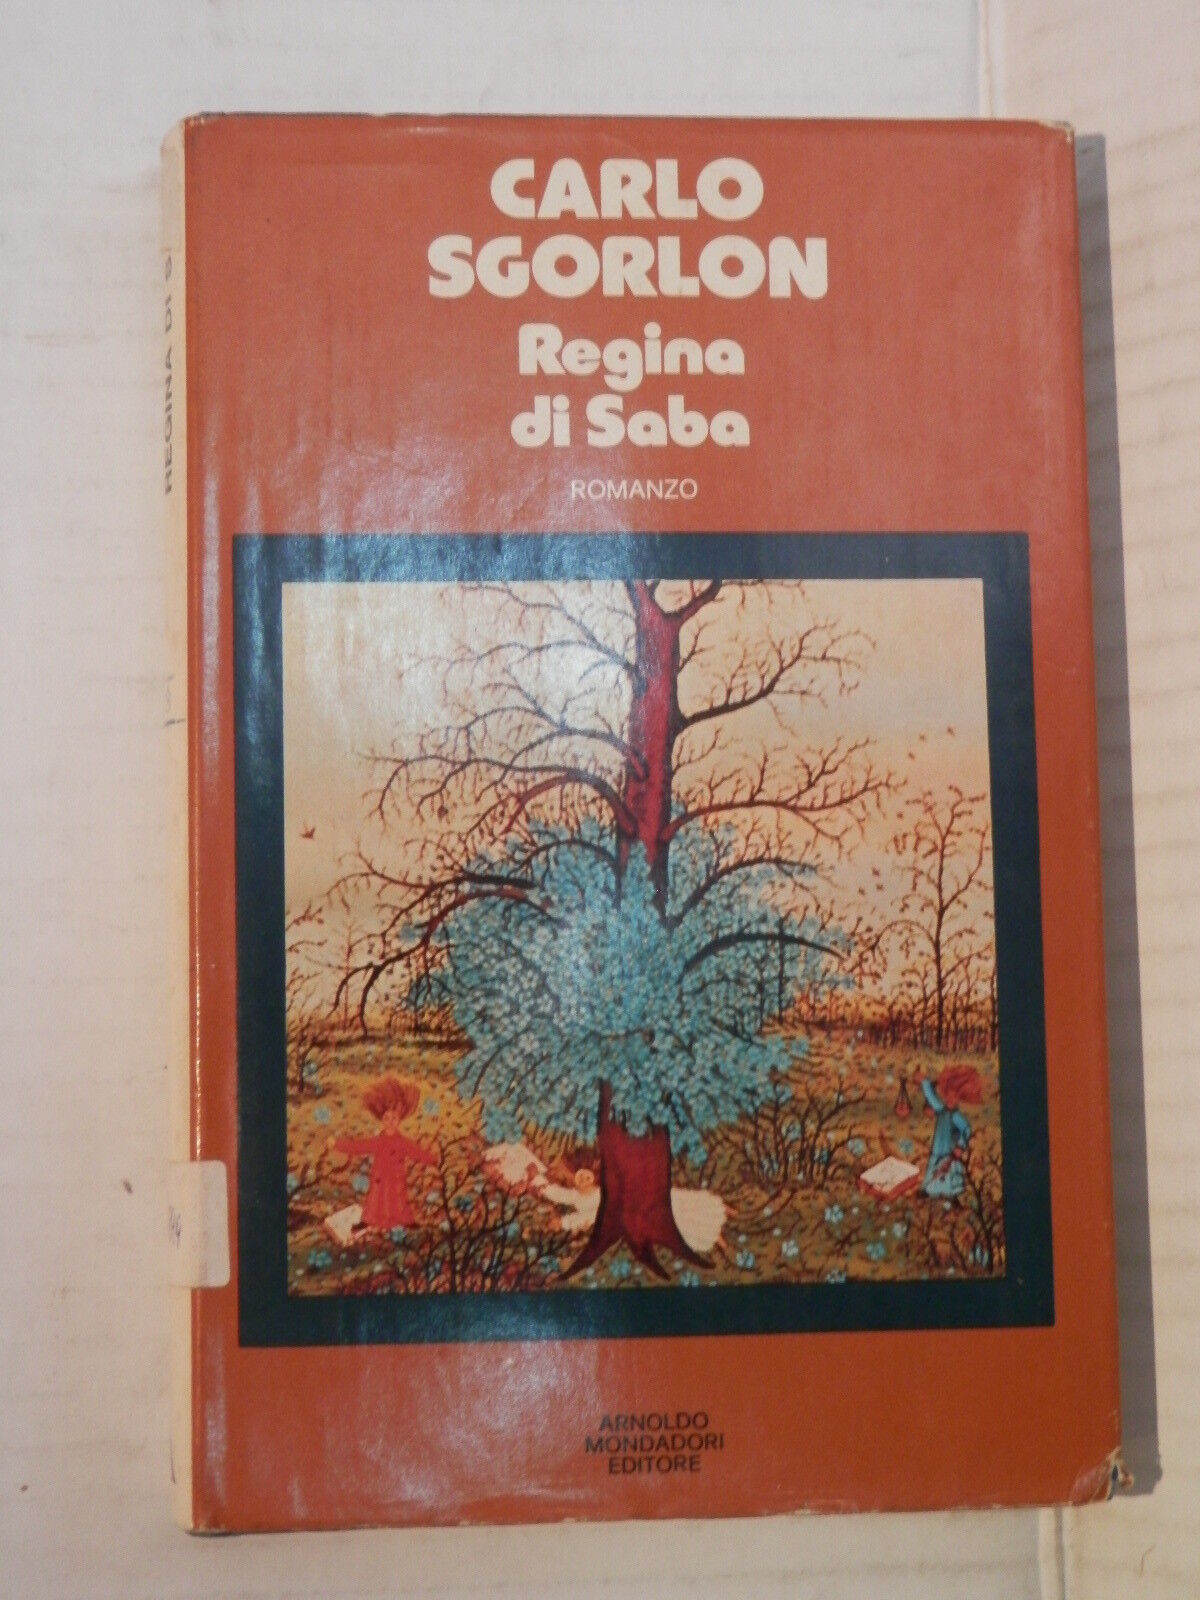 CARLO
SGORLON
Regina
di Saba
ROMANZO
ARNOLDO
MONDADORI
EDITORE
REGINA DI S